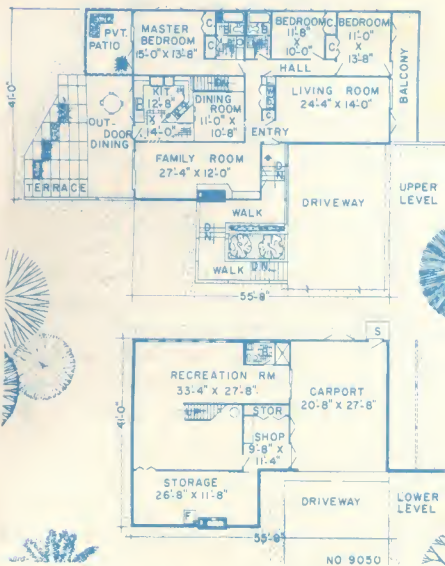 PVT.
PATIO
MASTER
BEDROOM
15'-0" X 13'-8"
C
C
B
B
BEDROOM
11'-8"
X
10'-0"
C
C
BEDROOM
11'-0"
X
13'-8"
HALL
BALCONY
41'-0"
KIT
12'-8"
X
14'-0"
DINING
ROOM
11'-0" X
10'-8"
LIVING ROOM
24'-4" X 14'-0"
C
C
OUT-
DOOR
DINING
ENTRY
FAMILY ROOM
27'-4" X 12'-0"
TERRACE
DN.
WALK
DRIVEWAY
UPPER
LEVEL
DN.
WALK
DN.
55'-8"
S
RECREATION RM
33'-4" X 27'-8"
CARPORT
20'-8" X 27'-8"
41'-0"
STOR
SHOP
9'-8" X
11'-4"
STORAGE
26'-8" X 11'-8"
F
DRIVEWAY
LOWER
LEVEL
55'-8"
NO 9050